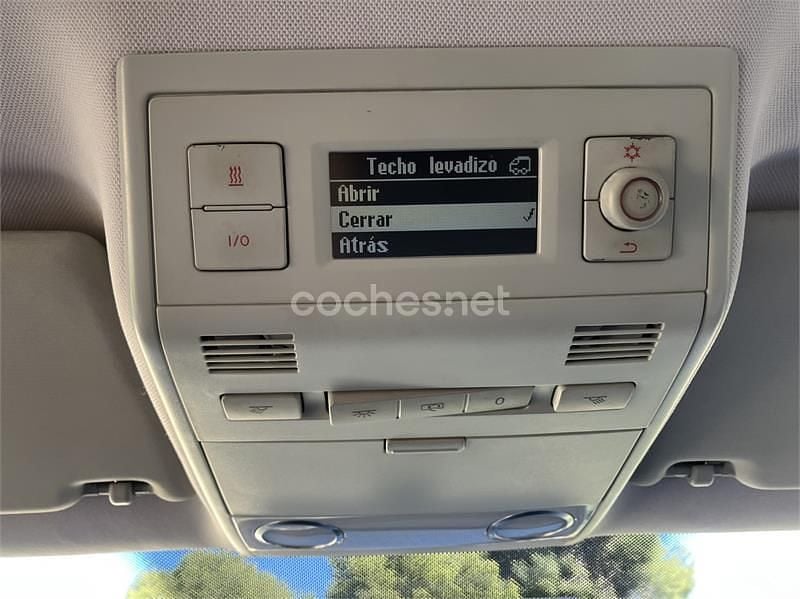 Techo levadizo
Abrir
Cerrar
Atrás
I/O
coches.net
O